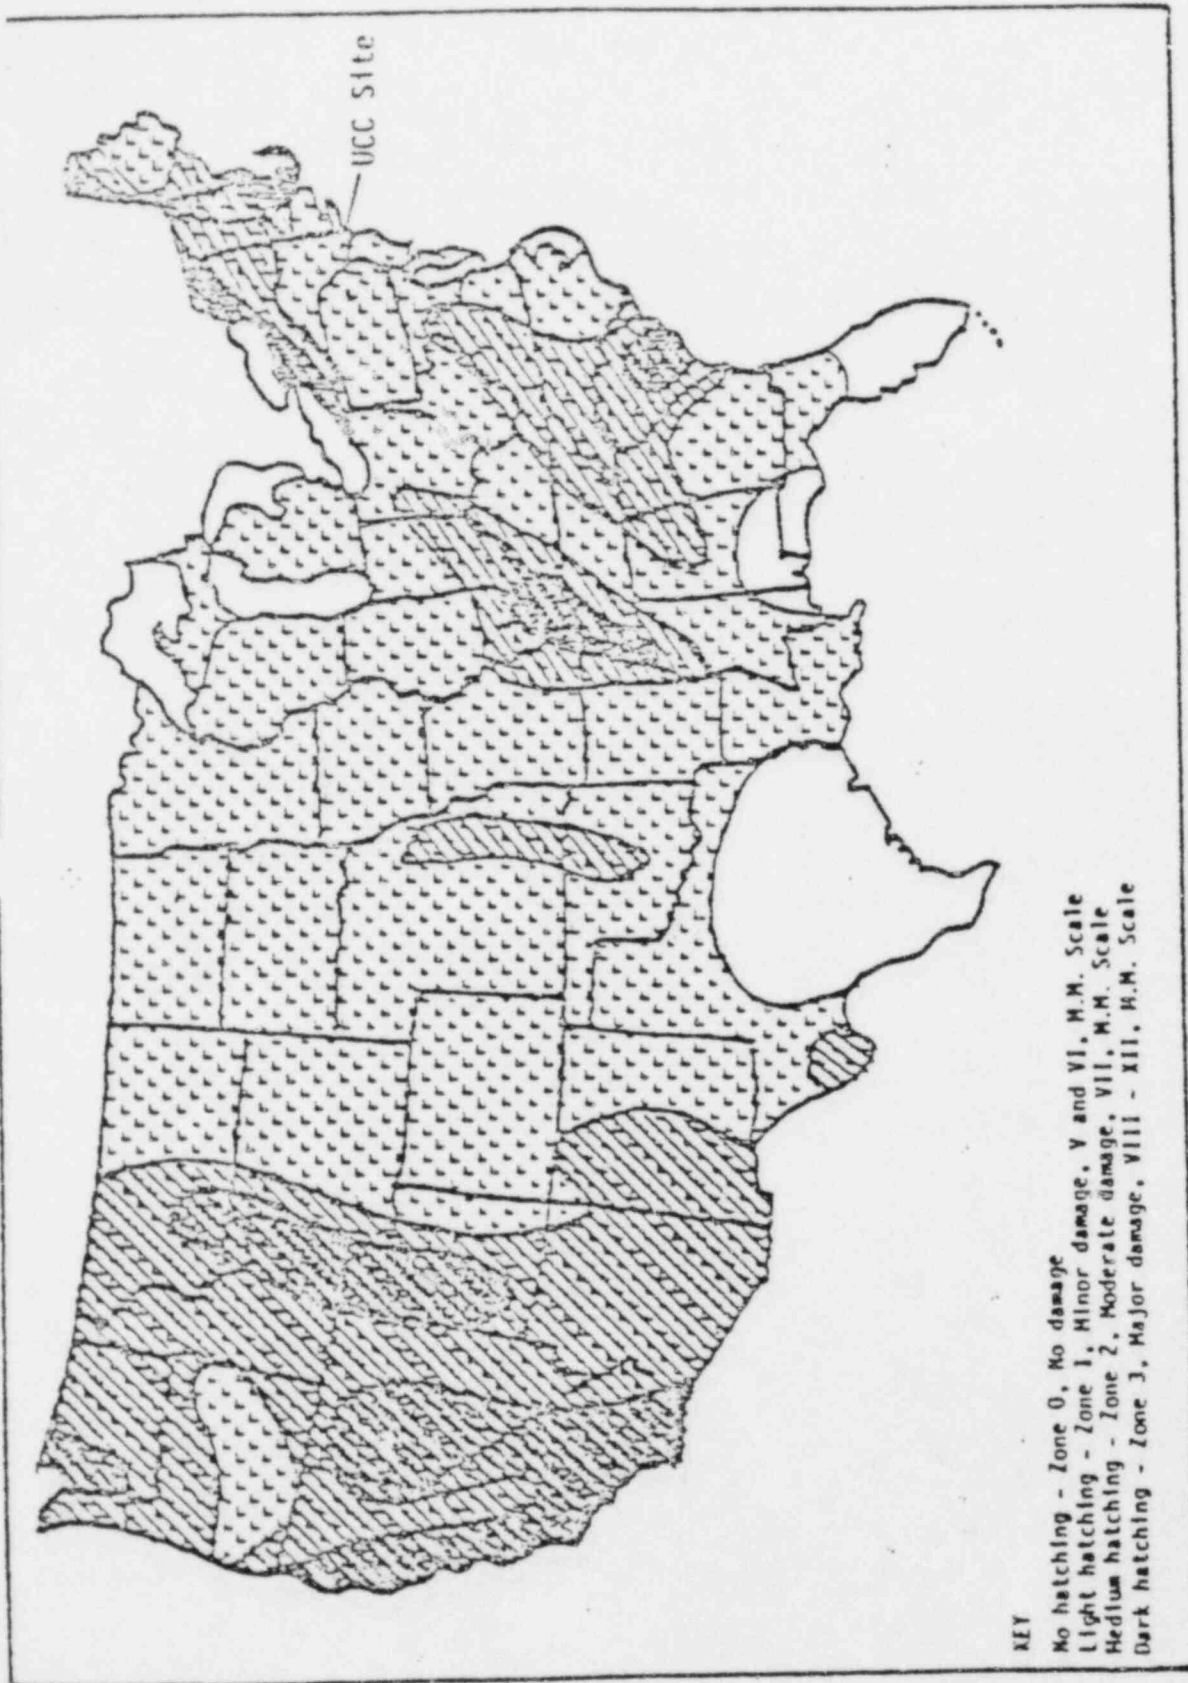 UCC Site
KEY
No hatching - Zone 0, No damage
Light hatching - Zone 1, Minor damage, V and VI, M.M. Scale
Medium hatching - Zone 2, Moderate damage, VII, M.M. Scale
Dark hatching - Zone 3, Major damage, VIII - XII, M.M. Scale